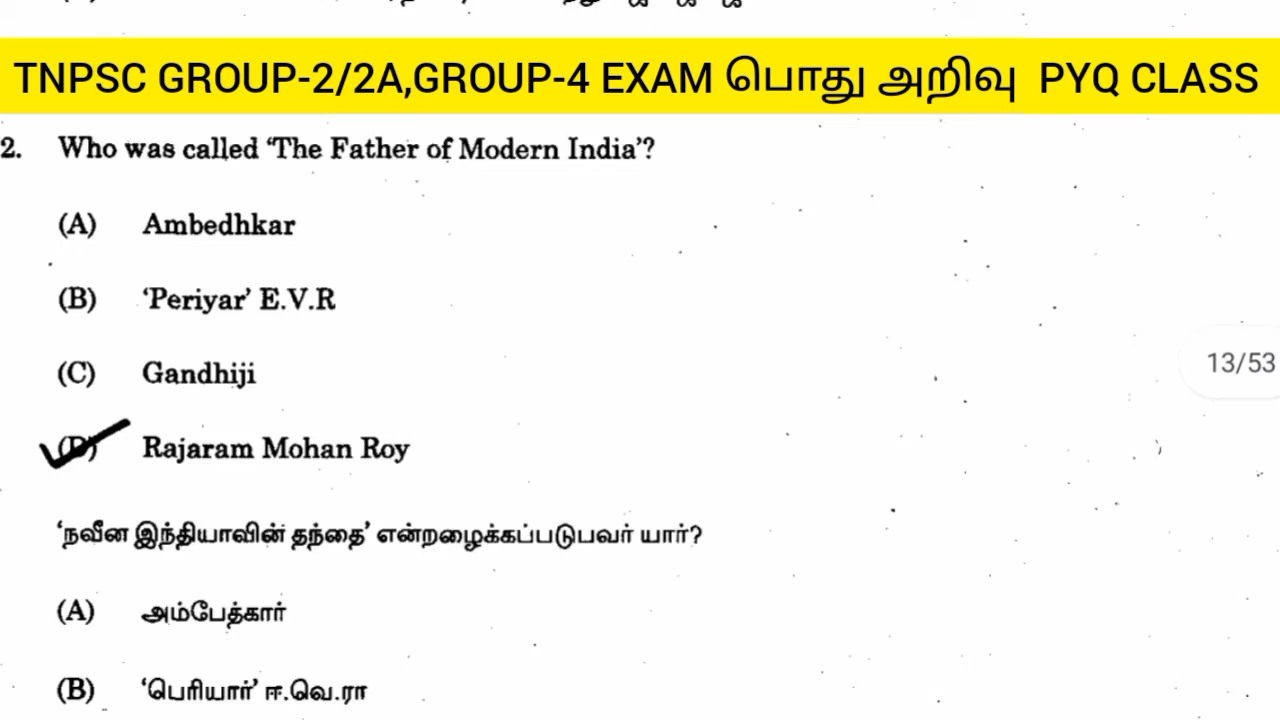 TNPSC GROUP-2/2A,GROUP-4 EXAM பொது அறிவு PYQ CLASS
2. Who was called ‘The Father of Modern India’?
(A) Ambedhkar
(B) ‘Periyar’ E.V.R
(C) Gandhiji
13/53
(D) Rajaram Mohan Roy
‘நவீன இந்தியாவின் தந்தை’ என்றழைக்கப்படுபவர் யார்?
(A) அம்பேத்கார்
(B) ‘பெரியார்’ ஈ.வெ.ரா